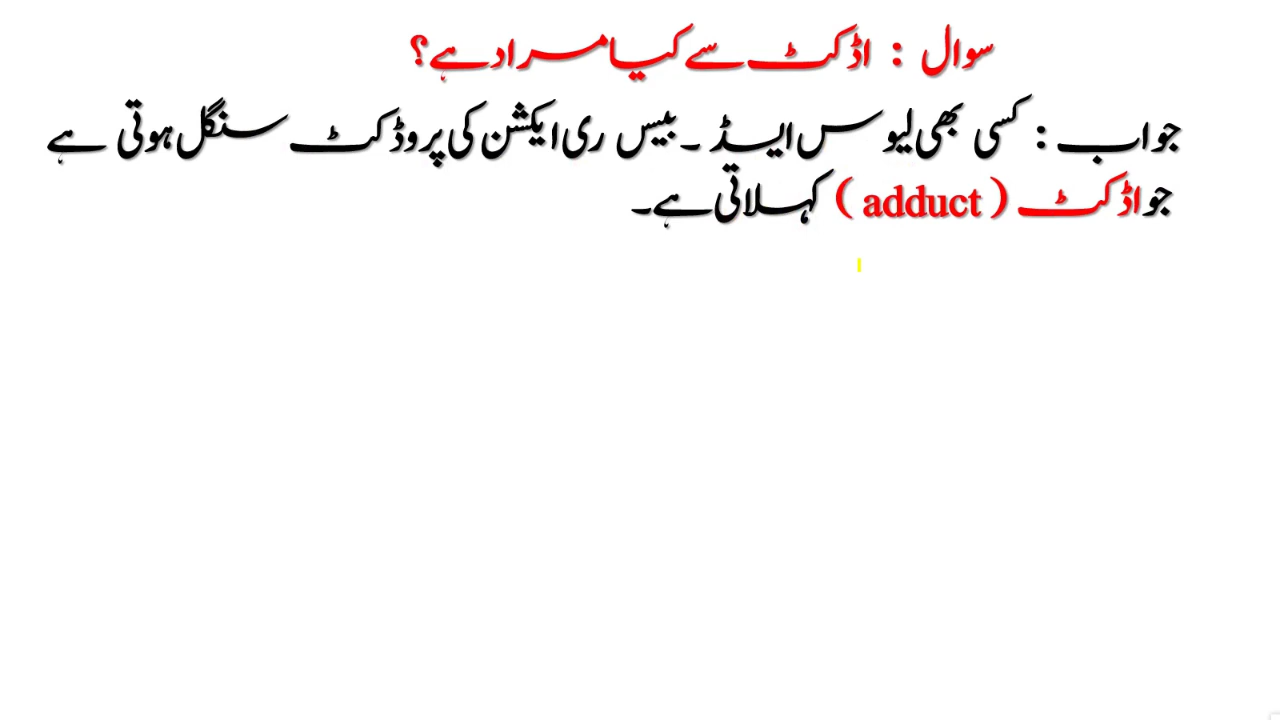 سوال : اڈکٹ سے کیا مراد ہے؟
جواب : کسی بھی لیوس ایسڈ ۔ بیس ری ایکشن کی پروڈکٹ سنگل ہوتی ہے
جو اڈکٹ ( adduct ) کہلاتی ہے۔